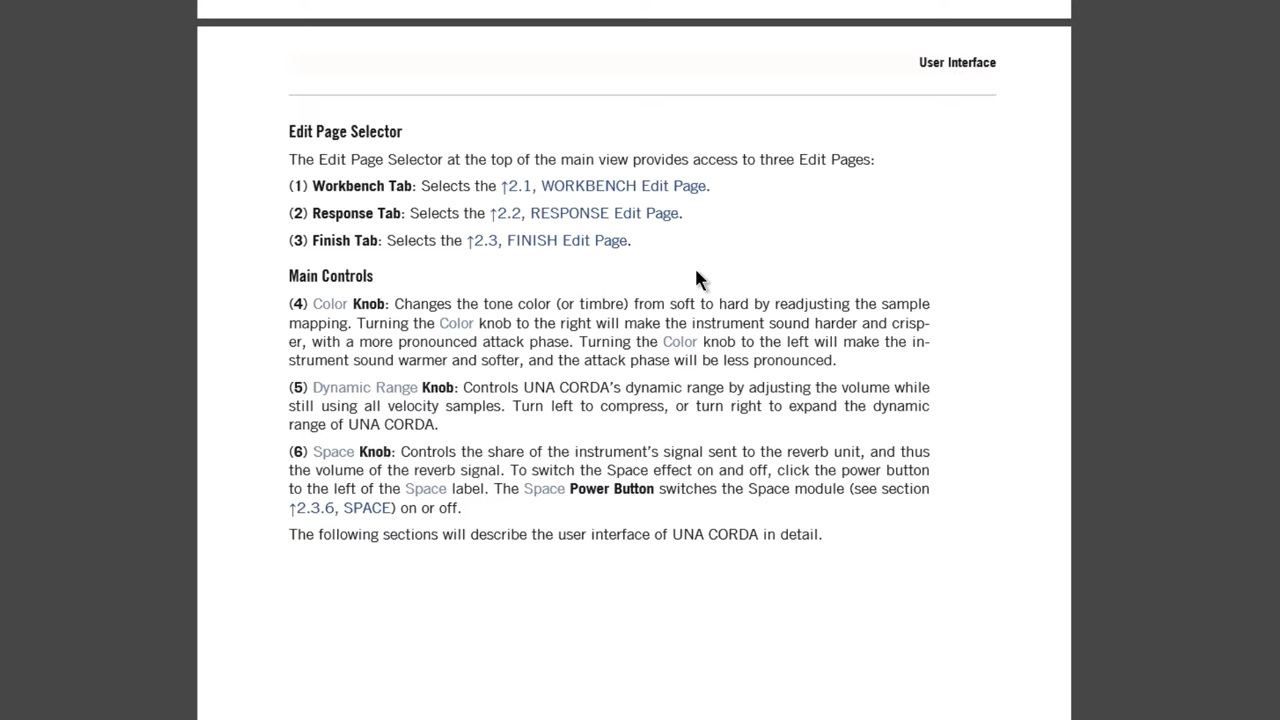 User Interface
Edit Page Selector
The Edit Page Selector at the top of the main view provides access to three Edit Pages:
(1) Workbench Tab: Selects the ↑2.1, WORKBENCH Edit Page.
(2) Response Tab: Selects the ↑2.2, RESPONSE Edit Page.
(3) Finish Tab: Selects the ↑2.3, FINISH Edit Page.
Main Controls
(4) Color Knob: Changes the tone color (or timbre) from soft to hard by readjusting the sample
mapping. Turning the Color knob to the right will make the instrument sound harder and crisp-
er, with a more pronounced attack phase. Turning the Color knob to the left will make the in-
strument sound warmer and softer, and the attack phase will be less pronounced.
(5) Dynamic Range Knob: Controls UNA CORDA’s dynamic range by adjusting the volume while
still using all velocity samples. Turn left to compress, or turn right to expand the dynamic
range of UNA CORDA.
(6) Space Knob: Controls the share of the instrument’s signal sent to the reverb unit, and thus
the volume of the reverb signal. To switch the Space effect on and off, click the power button
to the left of the Space label. The Space Power Button switches the Space module (see section
↑2.3.6, SPACE) on or off.
The following sections will describe the user interface of UNA CORDA in detail.